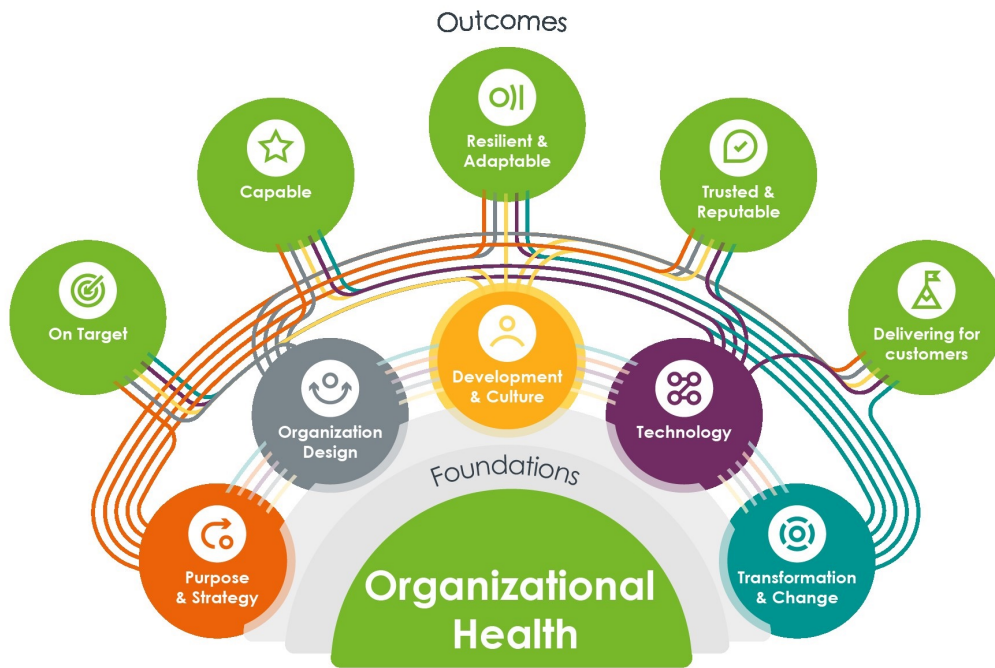 Outcomes
Resilient &
Adaptable
Capable
Trusted &
Reputable
On Target
Delivering for
customers
Development
& Culture
Organization
Design
Technology
Foundations
Purpose
& Strategy
Transformation
& Change
Organizational
Health